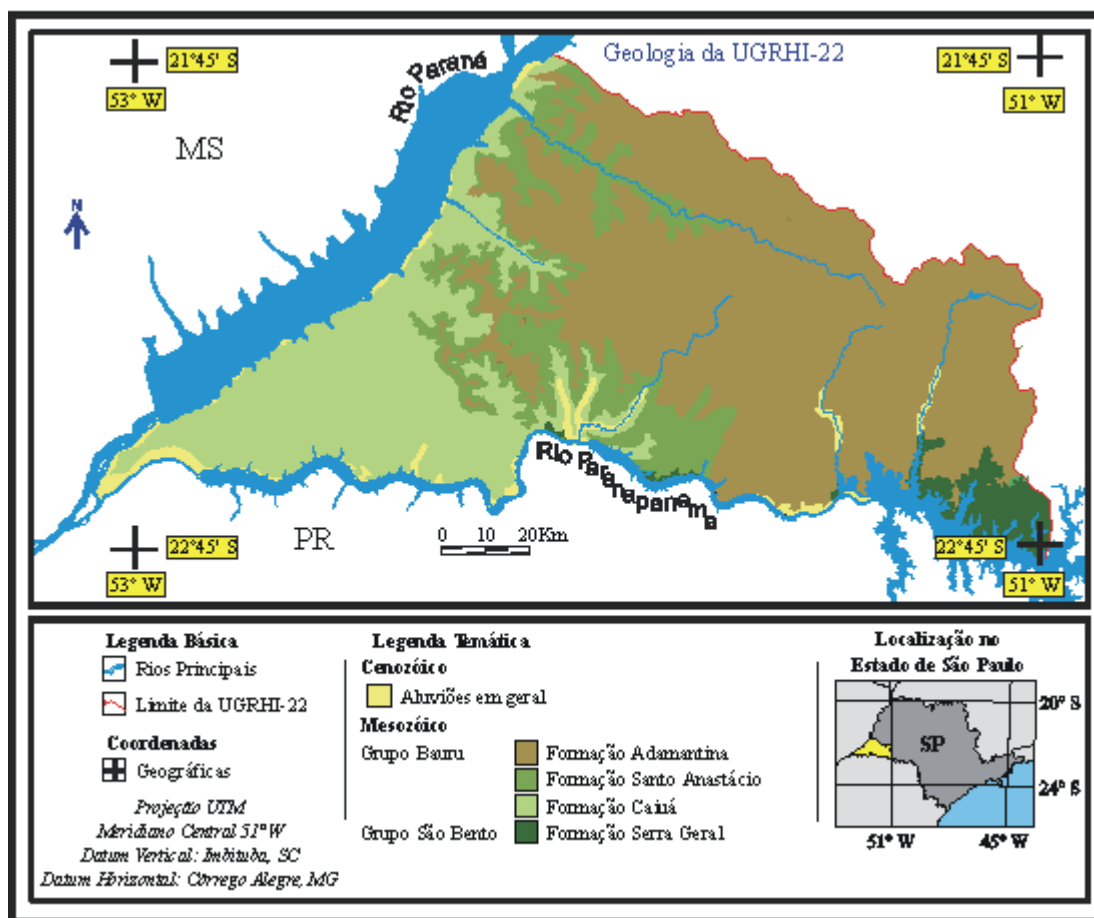 Geologia da UGRHI-22
21°45' S
53° W
21°45' S
51° W
Rio Paraná
MS
N
Rio Paranapanema
PR
0 10 20Km
22°45' S
53° W
22°45' S
51° W
Legenda Básica
Rios Principais
Limite da UGRHI-22
Coordenadas
Geográficas
Projeção UTM
Meridiano Central 51° W
Datum Vertical: Imbituba, SC
Datum Horizontal: Córrego Alegre, MG
Legenda Temática
Cenozóico
Aluviões em geral
Mesozóico
Grupo Bauru
Formação Adamantina
Formação Santo Anastácio
Formação Caiuá
Grupo São Bento
Formação Serra Geral
Localização no
Estado de São Paulo
SP
20° S
24° S
51° W
45° W